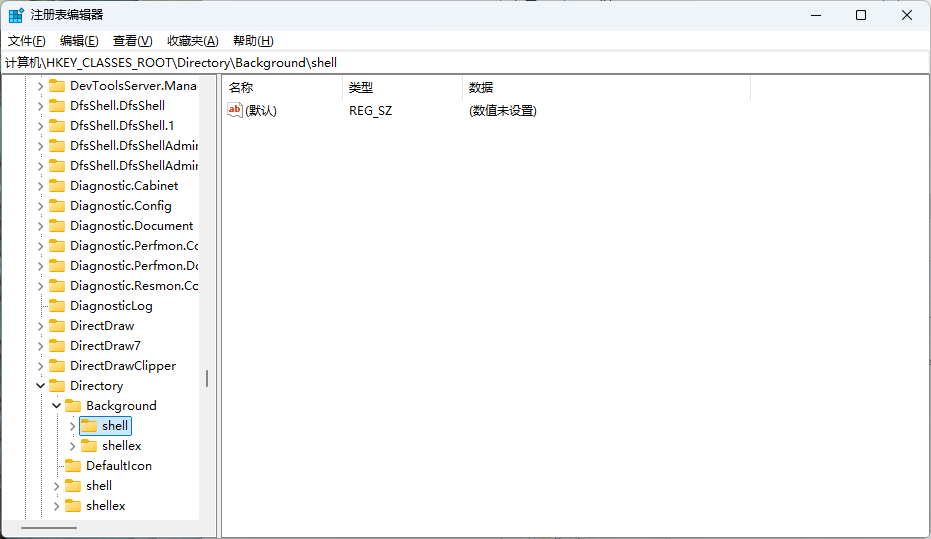 注册表编辑器
文件(F) 编辑(E) 查看(V) 收藏夹(A) 帮助(H)
计算机\HKEY_CLASSES_ROOT\Directory\Background\shell
DevToolsServer.Mana
DfsShell.DfsShell
DfsShell.DfsShell.1
DfsShell.DfsShellAdmin
DfsShell.DfsShellAdmin
Diagnostic.Cabinet
Diagnostic.Config
Diagnostic.Document
Diagnostic.Perfmon.Co
Diagnostic.Perfmon.Do
Diagnostic.Resmon.Co
DiagnosticLog
DirectDraw
DirectDraw7
DirectDrawClipper
Directory
Background
shell
shellex
DefaultIcon
shell
shellex
名称 类型 数据
ab (默认) REG_SZ (数值未设置)